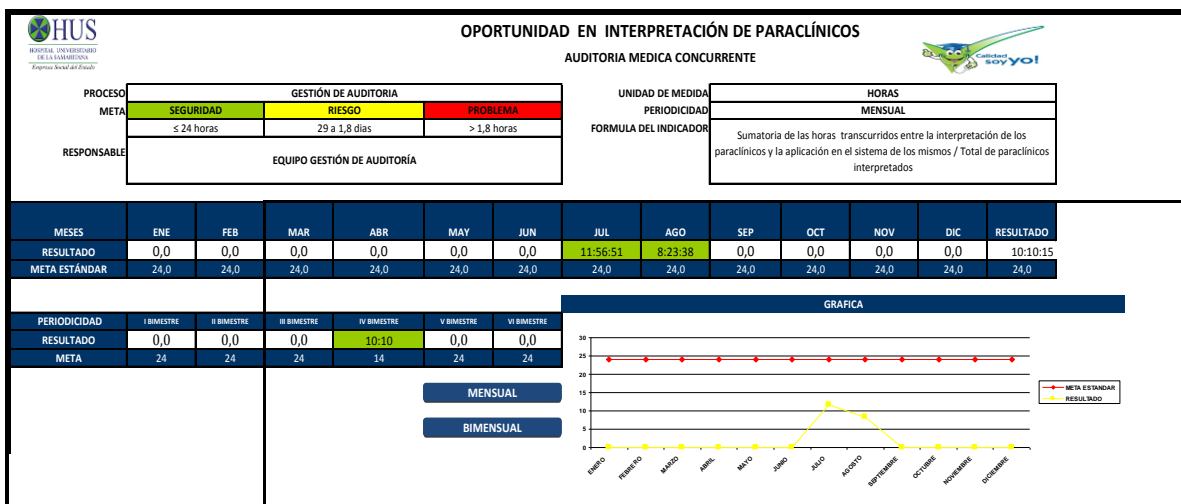 HUS
HOSPITAL UNIVERSITARIO
DE LA SAMARITANA
Empresa Social del Estado
OPORTUNIDAD EN INTERPRETACIÓN DE PARACLÍNICOS
AUDITORIA MEDICA CONCURRENTE
Calidad
soy yo!
PROCESO GESTIÓN DE AUDITORIA
META SEGURIDAD RIESGO PROBLEMA
≤ 24 horas 29 a 1,8 dias > 1,8 horas
RESPONSABLE EQUIPO GESTIÓN DE AUDITORÍA
UNIDAD DE MEDIDA HORAS
PERIODICIDAD MENSUAL
FORMULA DEL INDICADOR Sumatoria de las horas transcurridos entre la interpretación de los
paraclínicos y la aplicación en el sistema de los mismos / Total de paraclínicos
interpretados
MESES ENE FEB MAR ABR MAY JUN JUL AGO SEP OCT NOV DIC RESULTADO
RESULTADO 0,0 0,0 0,0 0,0 0,0 0,0 11:56:51 8:23:38 0,0 0,0 0,0 0,0 10:10:15
META ESTÁNDAR 24,0 24,0 24,0 24,0 24,0 24,0 24,0 24,0 24,0 24,0 24,0 24,0 24,0
PERIODICIDAD I BIMESTRE II BIMESTRE III BIMESTRE IV BIMESTRE V BIMESTRE VI BIMESTRE
RESULTADO 0,0 0,0 0,0 10:10 0,0 0,0
META 24 24 24 14 24 24
MENSUAL
BIMENSUAL
GRAFICA
30
25
20
15
10
5
0
ENERO FEBRERO MARZO ABRIL MAYO JUNIO JULIO AGOSTO SEPTIEMBRE OCTUBRE NOVIEMBRE DICIEMBRE
META ESTANDAR
RESULTADO